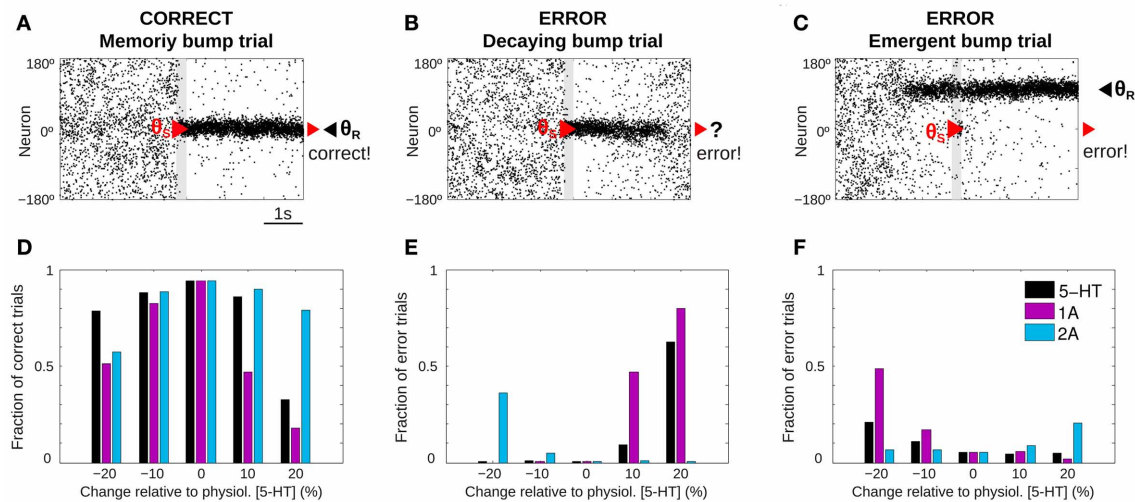 A
CORRECT
Memoriy bump trial
180º
0º
−180º
Neuron
θS
θR
correct!
1s
B
ERROR
Decaying bump trial
180º
0º
−180º
Neuron
θS
?
error!
C
ERROR
Emergent bump trial
180º
0º
−180º
Neuron
θS
θR
error!
D
Fraction of correct trials
1
0.5
0
−20 −10 0 10 20
Change relative to physiol. [5-HT] (%)
E
Fraction of error trials
1
0.5
0
−20 −10 0 10 20
Change relative to physiol. [5-HT] (%)
F
Fraction of error trials
1
0.5
0
5−HT
1A
2A
−20 −10 0 10 20
Change relative to physiol. [5-HT] (%)